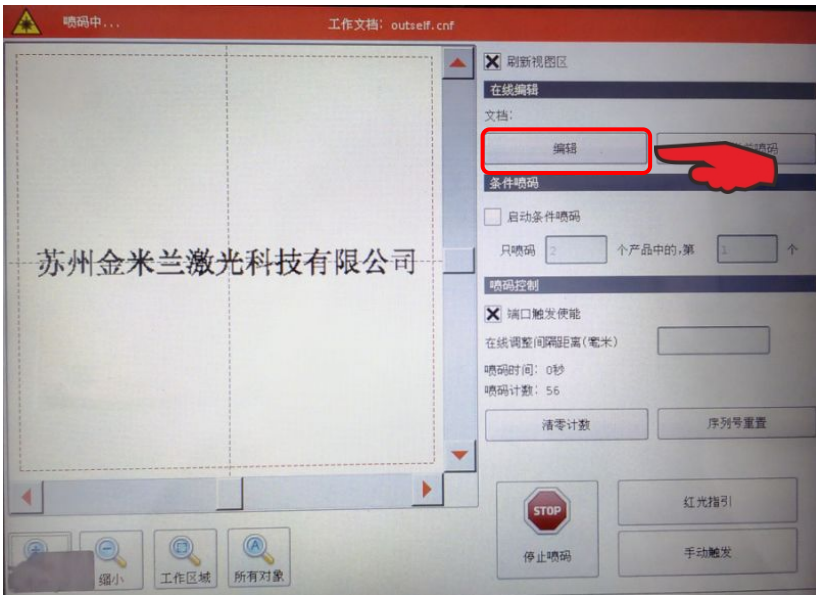 喷码中...
工作文档: outself.cnf
刷新视图区
在线编辑
文档:
编辑
喷码
条件喷码
启动条件喷码
只喷码 2 个产品中的,第 1 个
喷码控制
端口触发使能
在线调整间隔距离(毫米)
喷码时间: 0秒
喷码计数: 56
清零计数
序列号重置
苏州金米兰激光科技有限公司
STOP
停止喷码
红光指引
手动触发
缩小
工作区域
所有对象